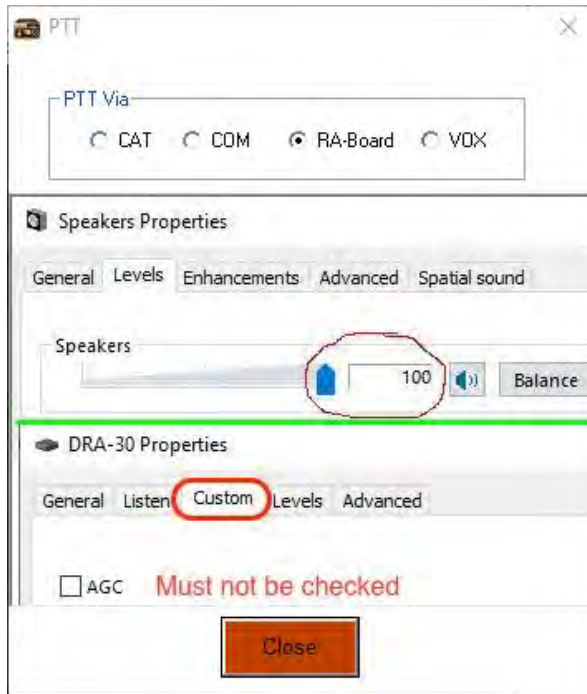 PTT
PTT Via
CAT COM RA-Board VOX
Speakers Properties
General Levels Enhancements Advanced Spatial sound
Speakers
100 Balance
DRA-30 Properties
General Listen Custom Levels Advanced
AGC Must not be checked
Close